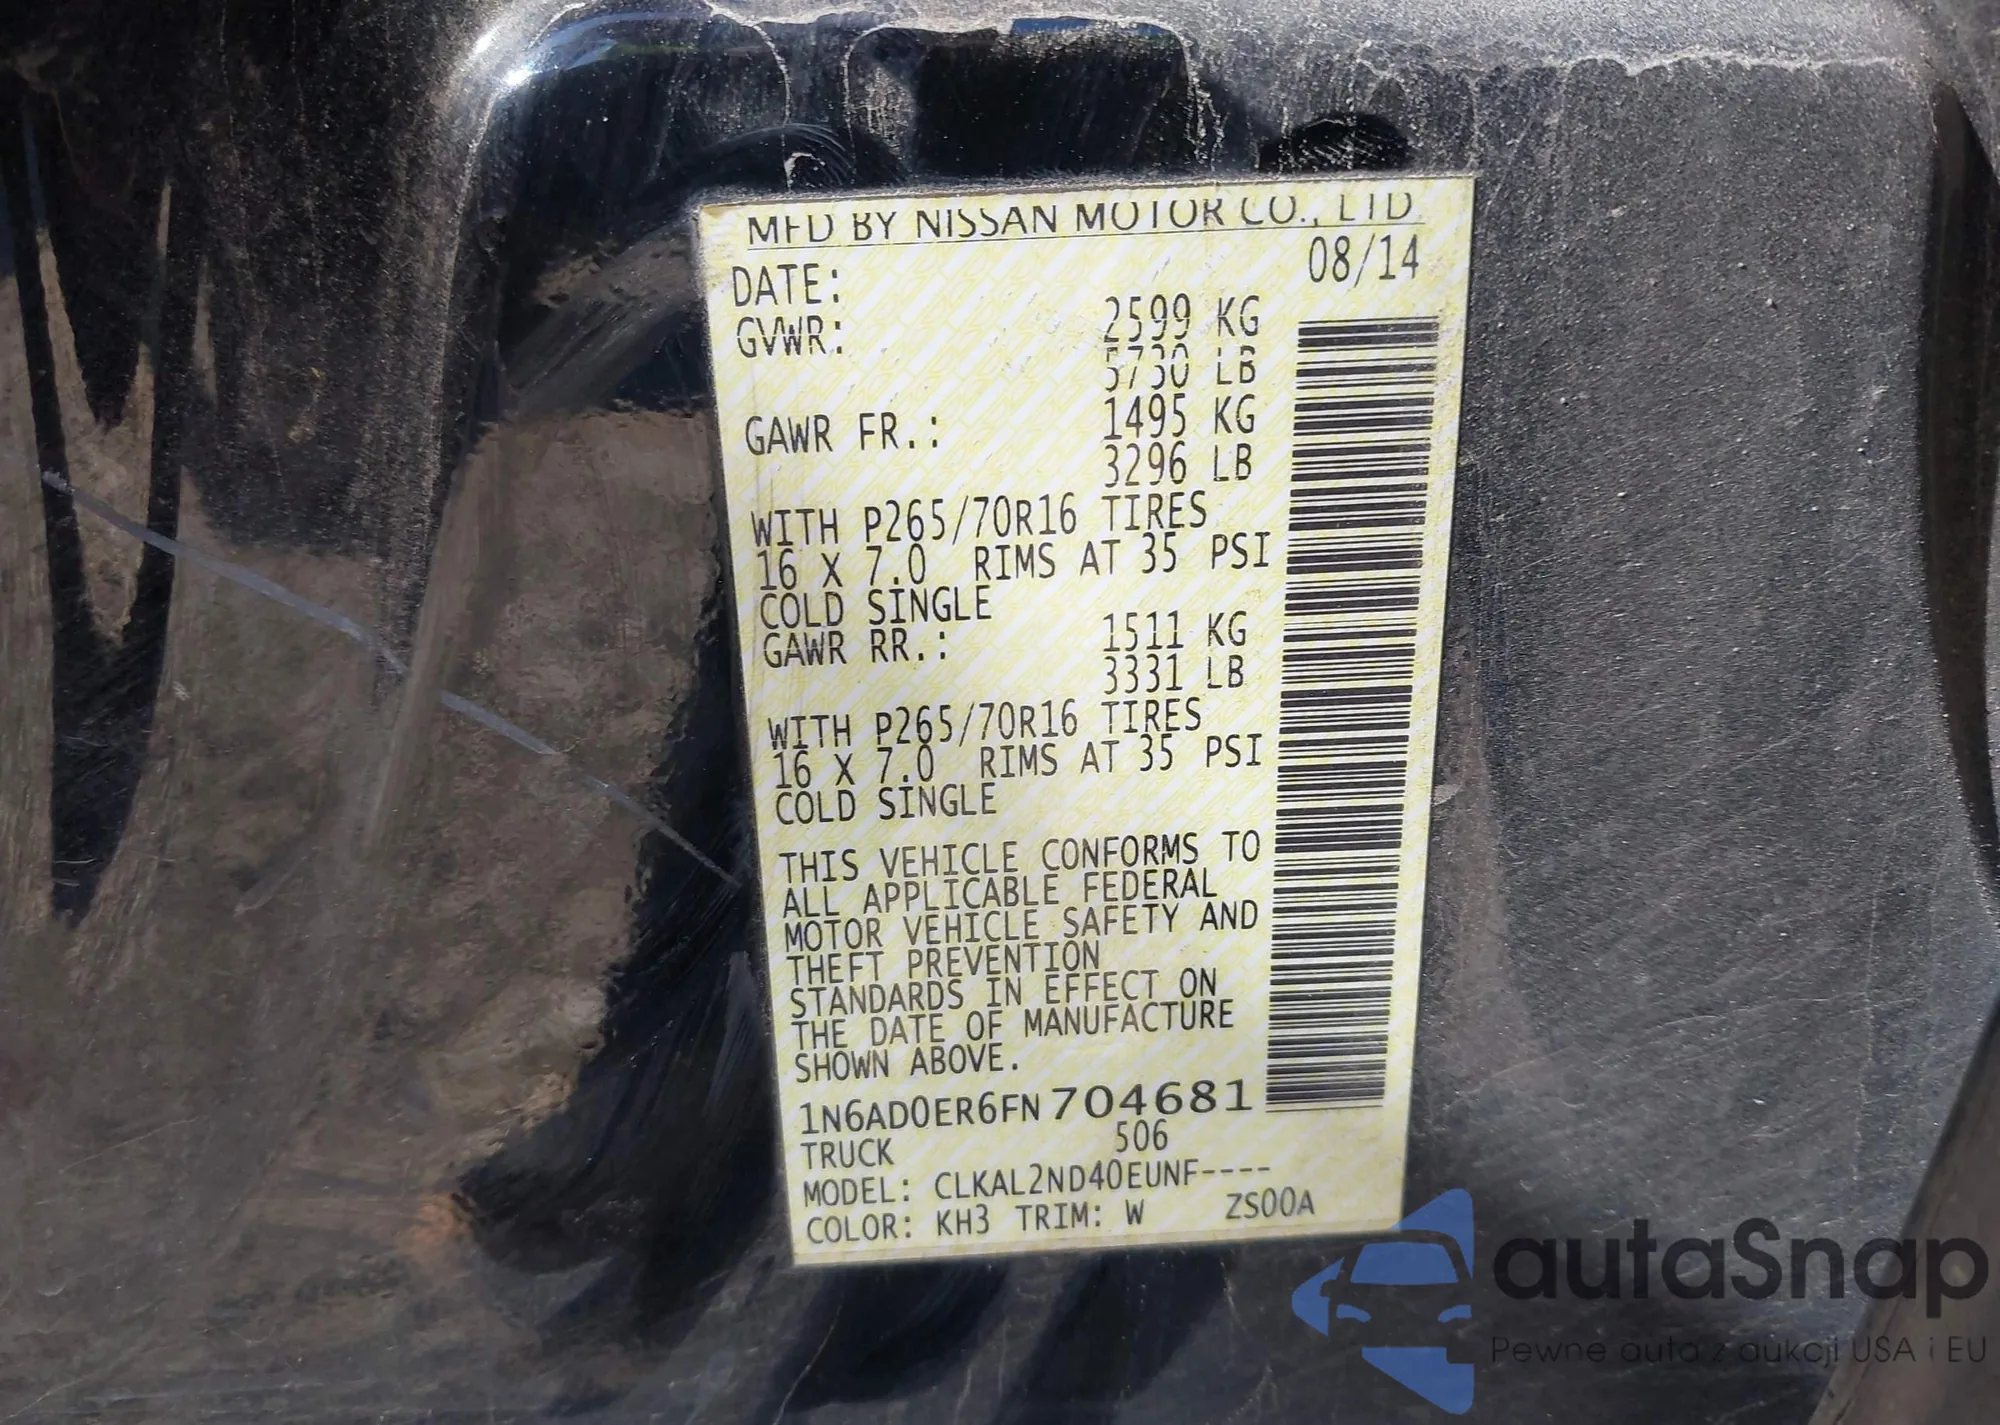 MFD BY NISSAN MOTOR CO., LTD.
DATE: 08/14
GVWR: 2599 KG
5730 LB
GAWR FR.: 1495 KG
3296 LB
WITH P265/70R16 TIRES
16 X 7.0 RIMS AT 35 PSI
COLD SINGLE
GAWR RR.: 1511 KG
3331 LB
WITH P265/70R16 TIRES
16 X 7.0 RIMS AT 35 PSI
COLD SINGLE
THIS VEHICLE CONFORMS TO
ALL APPLICABLE FEDERAL
MOTOR VEHICLE SAFETY AND
THEFT PREVENTION
STANDARDS IN EFFECT ON
THE DATE OF MANUFACTURE
SHOWN ABOVE.
1N6AD0ER6FN704681
TRUCK 506
MODEL: CLKAL2ND40EUNF----
COLOR: KH3 TRIM: W ZS00A
autaSnap
Pewne auta z aukcji USA i EU